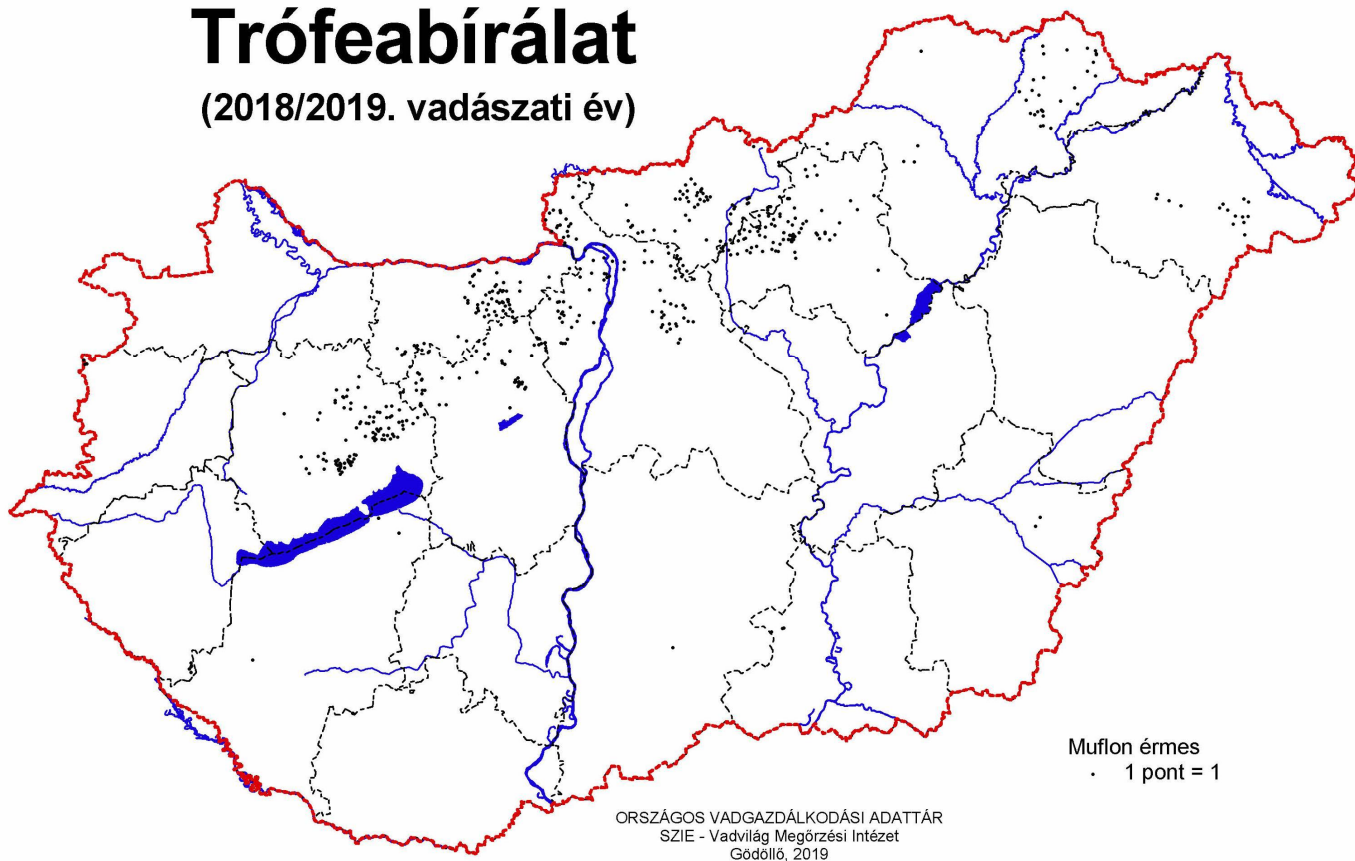 Trófeabírálat
(2018/2019. vadászati év)
Muflon érmes
1 pont = 1
ORSZÁGOS VADGAZDÁLKODÁSI ADATTÁR
SZIE - Vadvilág Megőrzési Intézet
Gödöllő, 2019